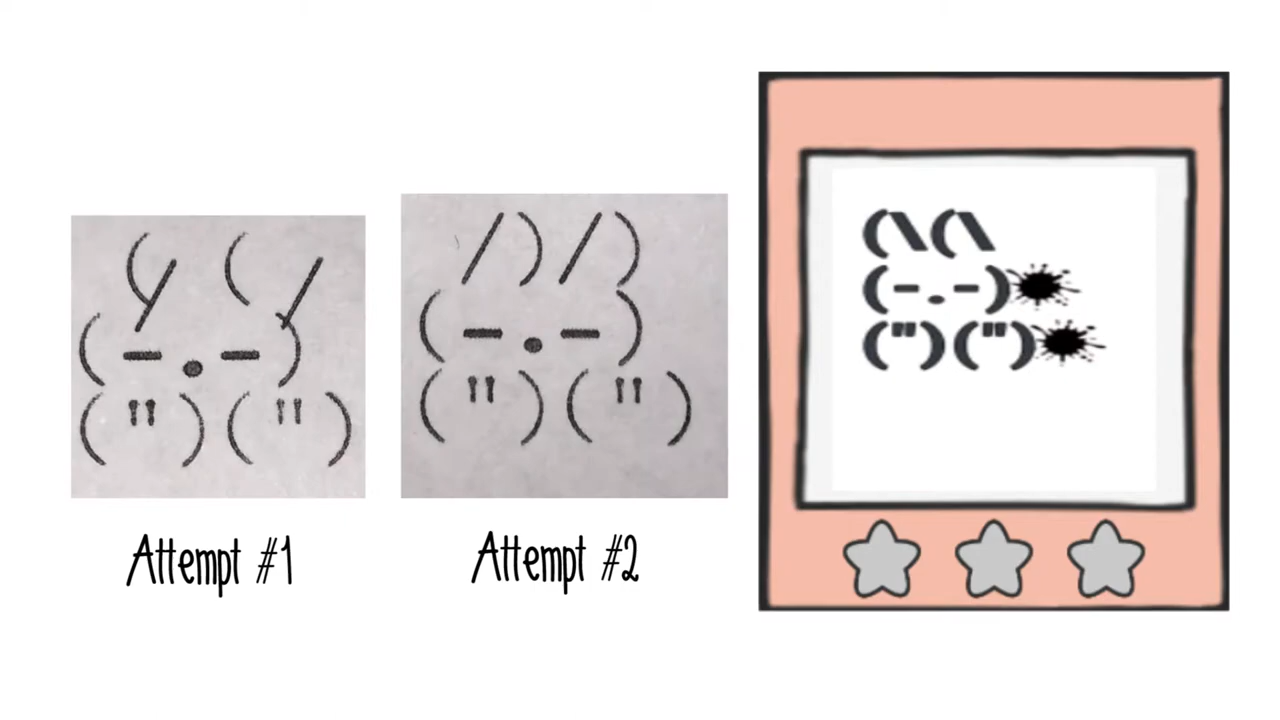 ( / ( /
(-.-)
(")(")
Attempt #1
/)/)
(-.-)
(")(")
Attempt #2
(\(\
(-.-)
(")(")